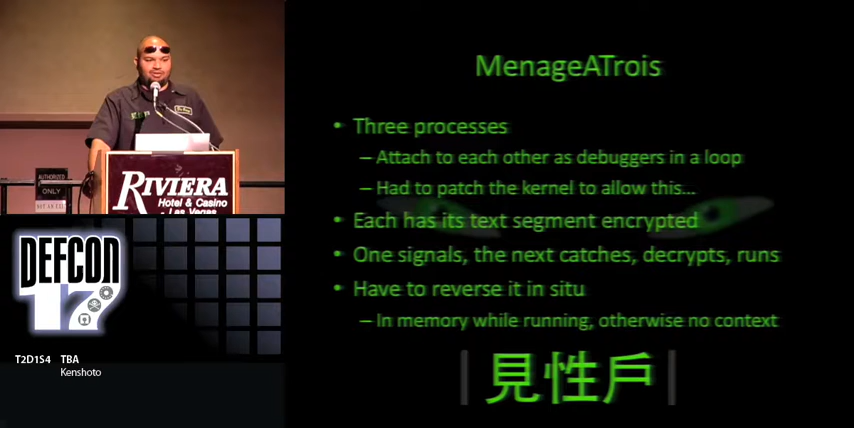 MenageATrois
• Three processes
– Attach to each other as debuggers in a loop
– Had to patch the kernel to allow this...
• Each has its text segment encrypted
• One signals, the next catches, decrypts, runs
• Have to reverse it in situ
– In memory while running, otherwise no context
|見性戶|
AUTHORIZED
ONLY
RIVIERA
Hotel & Casino
Las Vegas
DEFCON
17
T2D1S4 TBA
Kenshoto